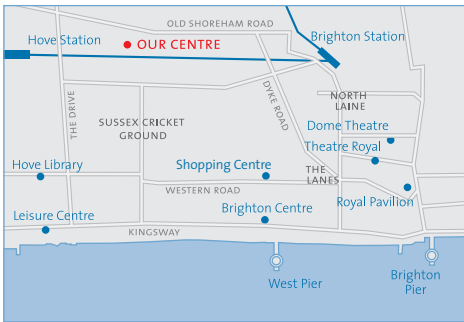 OLD SHOREHAM ROAD
Hove Station
OUR CENTRE
Brighton Station
THE DRIVE
DYKE ROAD
NORTH
LAINE
SUSSEX CRICKET
GROUND
Dome Theatre
Theatre Royal
Hove Library
Shopping Centre
THE
LANES
WESTERN ROAD
Royal Pavilion
Leisure Centre
Brighton Centre
KINGSWAY
West Pier
Brighton
Pier